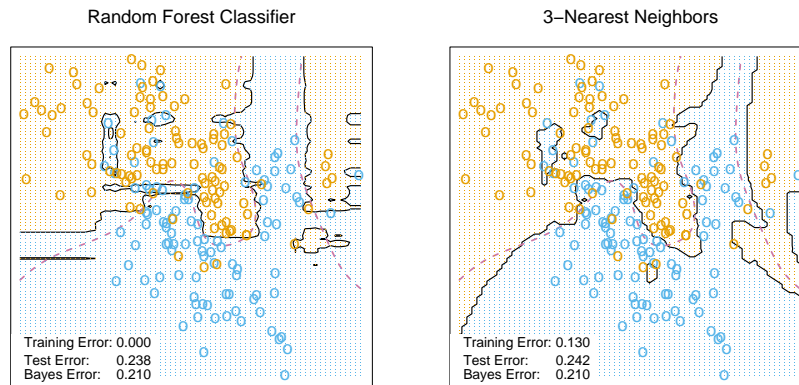 Random Forest Classifier
Training Error: 0.000
Test Error: 0.238
Bayes Error: 0.210
3−Nearest Neighbors
Training Error: 0.130
Test Error: 0.242
Bayes Error: 0.210